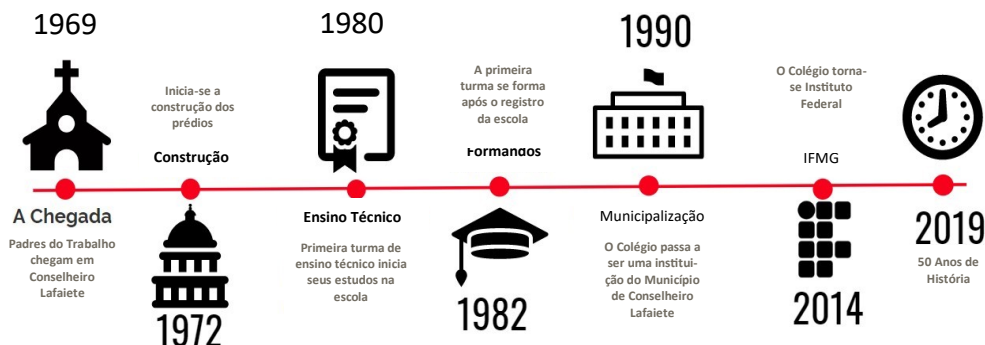 1969
A Chegada
Padres do Trabalho
chegam em
Conselheiro
Lafaiete
Inicia-se a
construção dos
prédios
Construção
1972
1980
Ensino Técnico
Primeira turma de
ensino técnico inicia
seus estudos na
escola
A primeira
turma se forma
após o registro
da escola
Formandos
1982
1990
Municipalização
O Colégio passa a
ser uma institui-
ção do Município
de Conselheiro
Lafaiete
O Colégio torna-
se Instituto
Federal
IFMG
2014
2019
50 Anos de
História